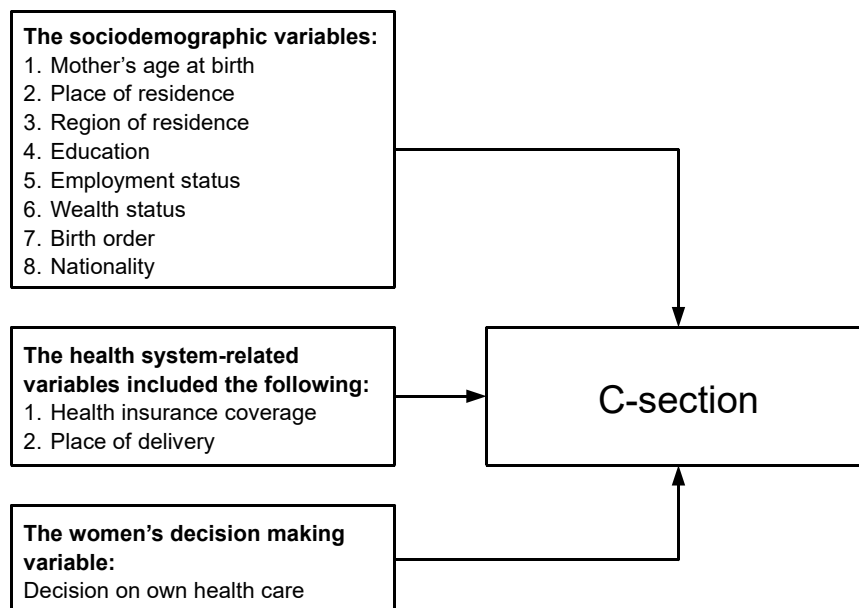 The sociodemographic variables:
1. Mother’s age at birth
2. Place of residence
3. Region of residence
4. Education
5. Employment status
6. Wealth status
7. Birth order
8. Nationality
The health system-related
variables included the following:
1. Health insurance coverage
2. Place of delivery
C-section
The women’s decision making
variable:
Decision on own health care